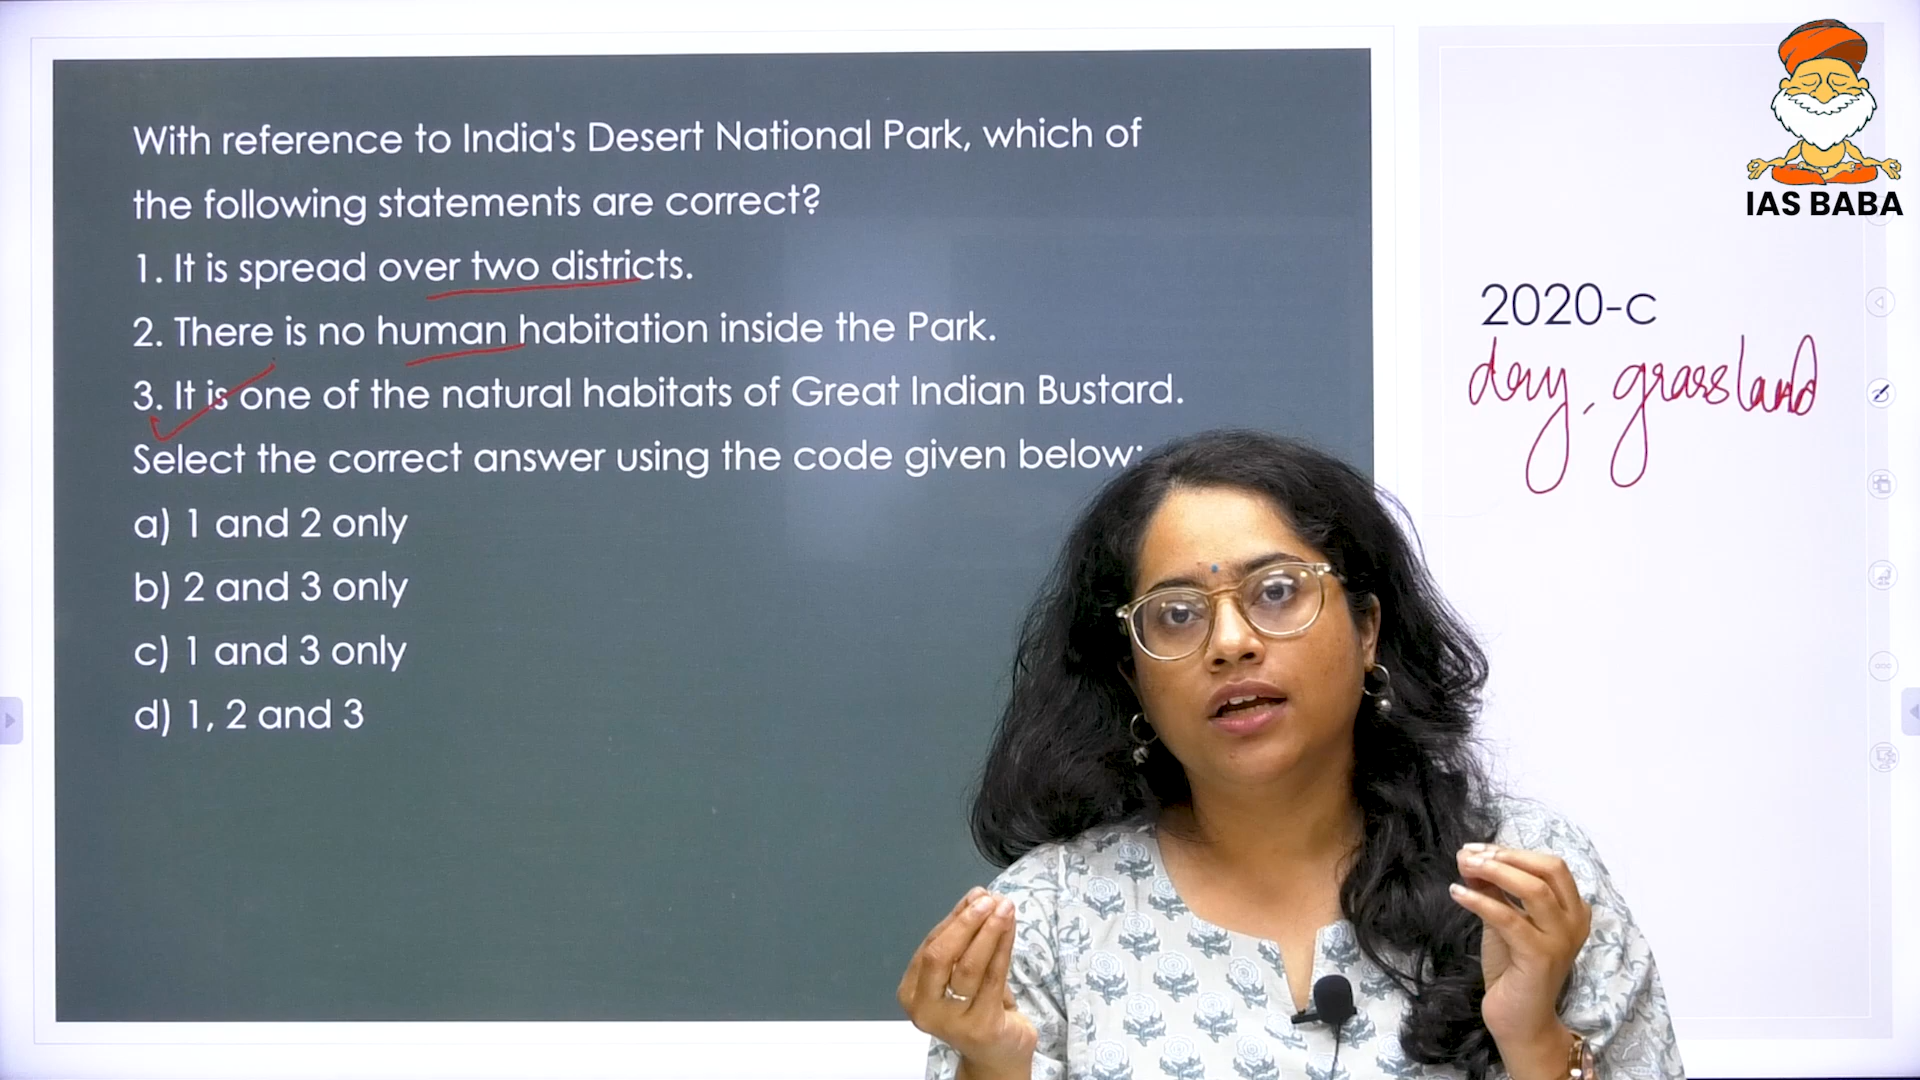 With reference to India's Desert National Park, which of
the following statements are correct?
1. It is spread over two districts.
2. There is no human habitation inside the Park.
3. It is one of the natural habitats of Great Indian Bustard.
Select the correct answer using the code given below:
a) 1 and 2 only
b) 2 and 3 only
c) 1 and 3 only
d) 1, 2 and 3
IAS BABA
2020-c
dry, grassland